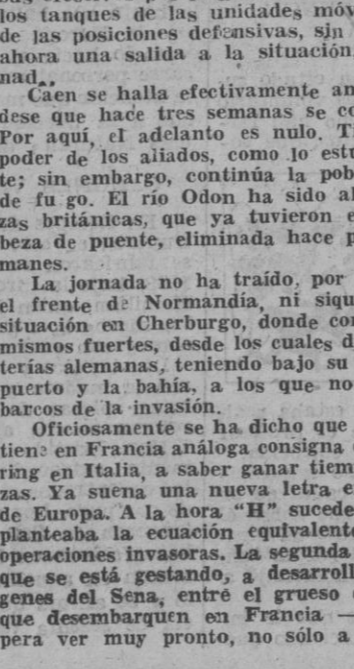 los tanques de las unidades móv
de las posiciones defensivas, sin
ahora una salida a la situación
nad..
Caen se halla efectivamente am
dese que hace tres semanas se co
Por aquí, el adelanto es nulo. T
poder de los aliados, como lo estu
te; sin embargo, continúa la pob
de fu go. El río Odon ha sido al
zas británicas, que ya tuvieron e
beza de puente, eliminada hace p
manes.
La jornada no ha traído, por
el frente de Normandía, ni siqu
situación en Cherburgo, donde con
mismos fuertes, desde los cuales d
terías alemanas, teniendo bajo su
puerto y la bahía, a los que no
barcos de la invasión.
Oficiosamente se ha dicho que
tiene en Francia análoga consigna
ring en Italia, a saber ganar tiem
zas. Ya suena una nueva letra e
de Europa. A la hora "H" sucede
planteaba la ecuación equivalente
operaciones invasoras. La segunda
que se está gestando, a desarroll
genes del Sena, entre el grueso
que desembarquen en Francia —
pera ver muy pronto, no sólo a